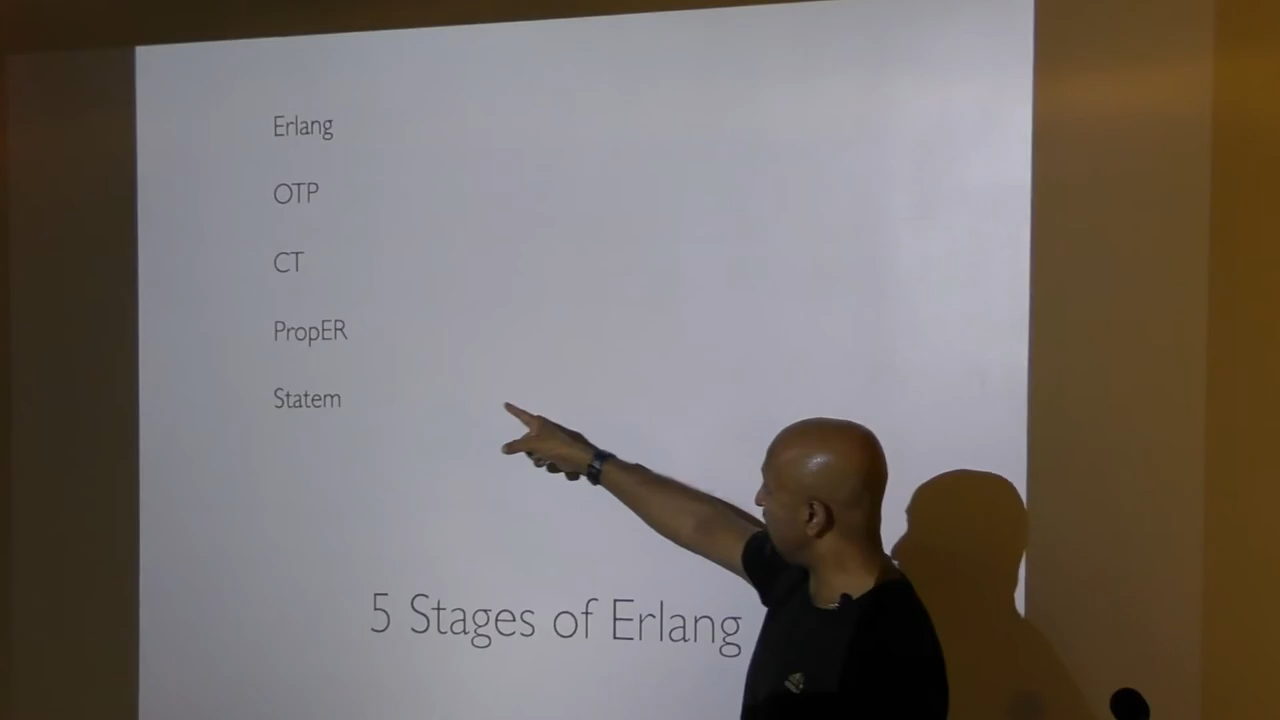 Erlang
OTP
CT
PropER
Statem
5 Stages of Erlang